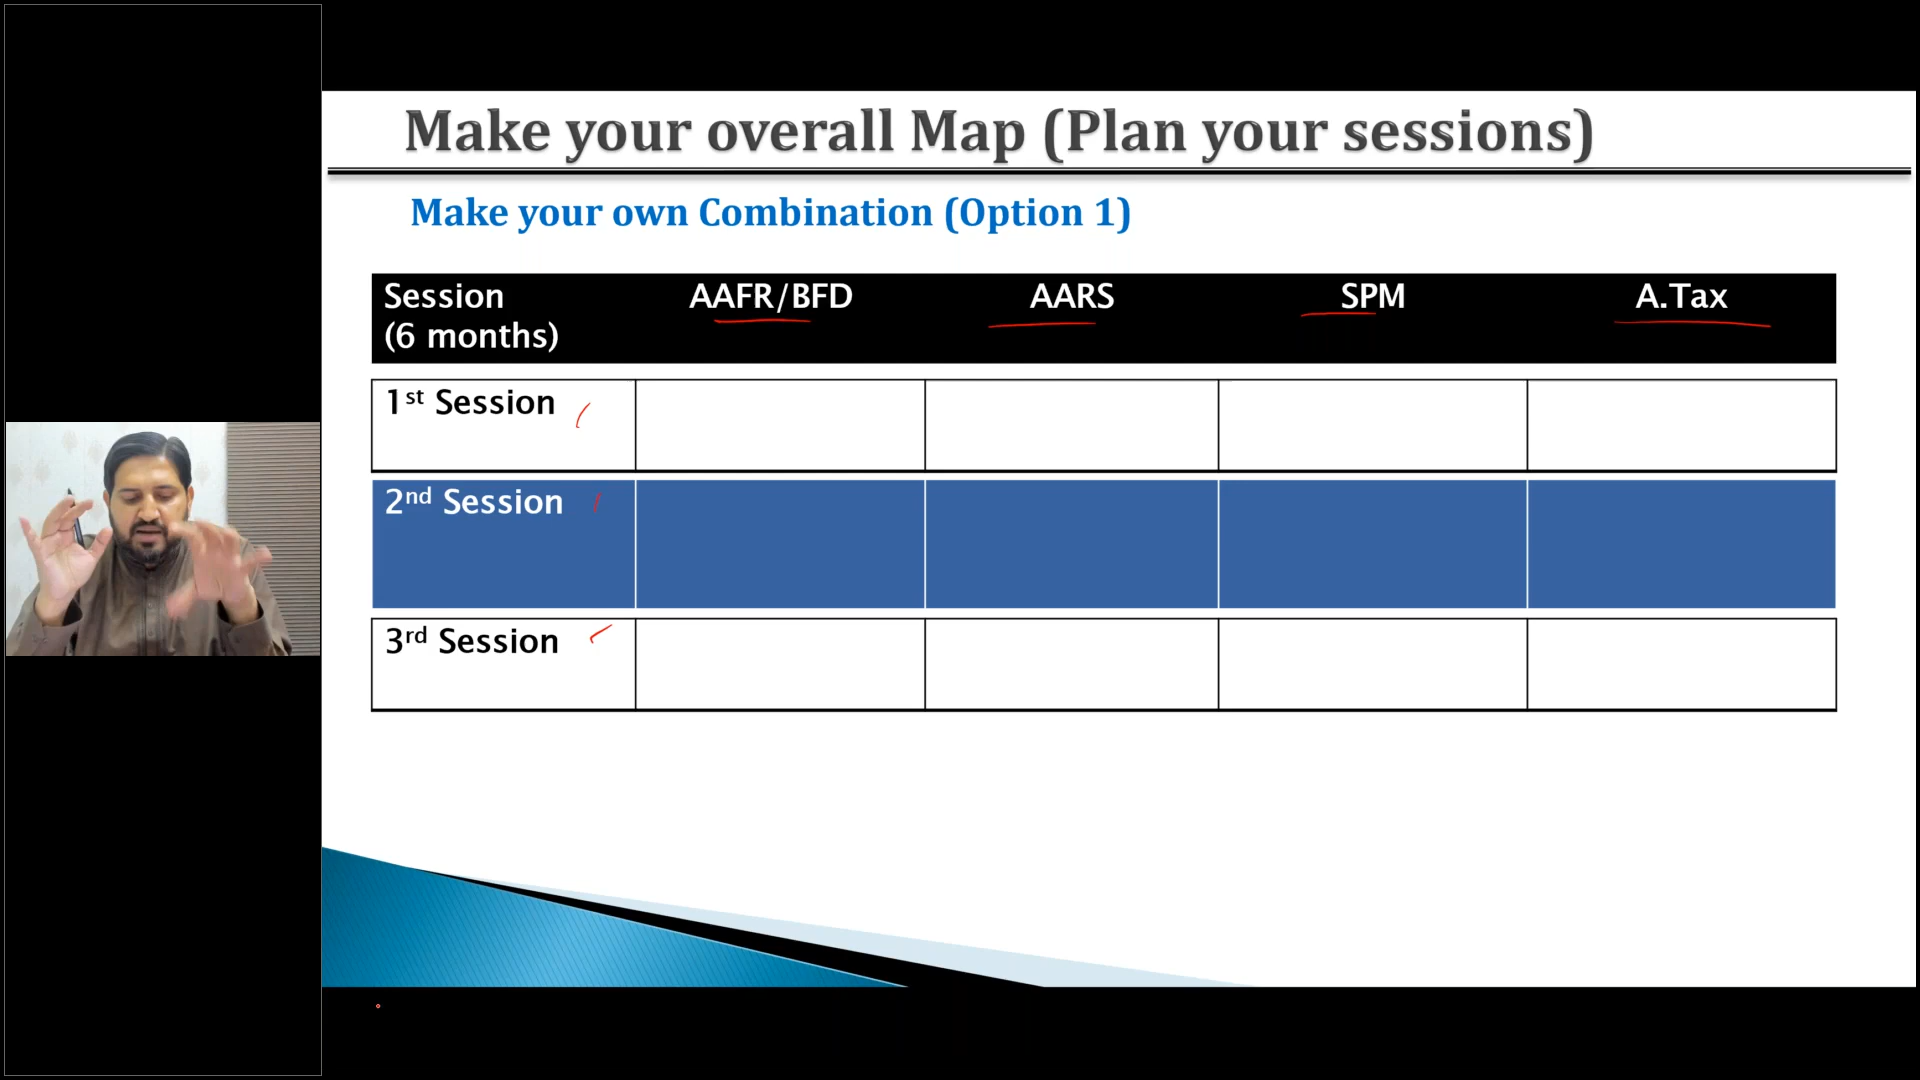 Make your overall Map (Plan your sessions)
Make your own Combination (Option 1)
Session AAFR/BFD AARS SPM A.Tax
(6 months)
1st Session
2nd Session
3rd Session